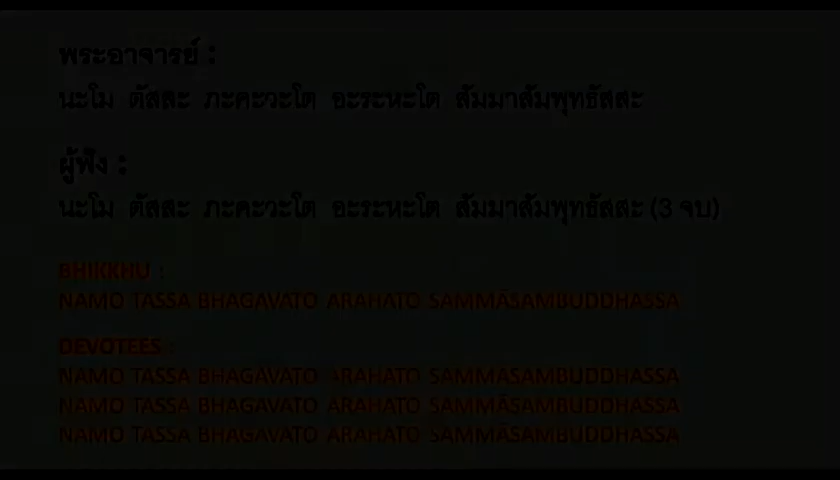 พระอาจารย์ :
นะโม ตัสสะ ภะคะวะโต อะระหะโต สัมมาสัมพุทธัสสะ
ผู้ฟัง :
นะโม ตัสสะ ภะคะวะโต อะระหะโต สัมมาสัมพุทธัสสะ (3 จบ)
BHIKKHU :
NAMO TASSA BHAGAVATO ARAHATO SAMMĀSAMBUDDHASSA
DEVOTEES :
NAMO TASSA BHAGAVATO ARAHATO SAMMĀSAMBUDDHASSA
NAMO TASSA BHAGAVATO ARAHATO SAMMĀSAMBUDDHASSA
NAMO TASSA BHAGAVATO ARAHATO SAMMĀSAMBUDDHASSA